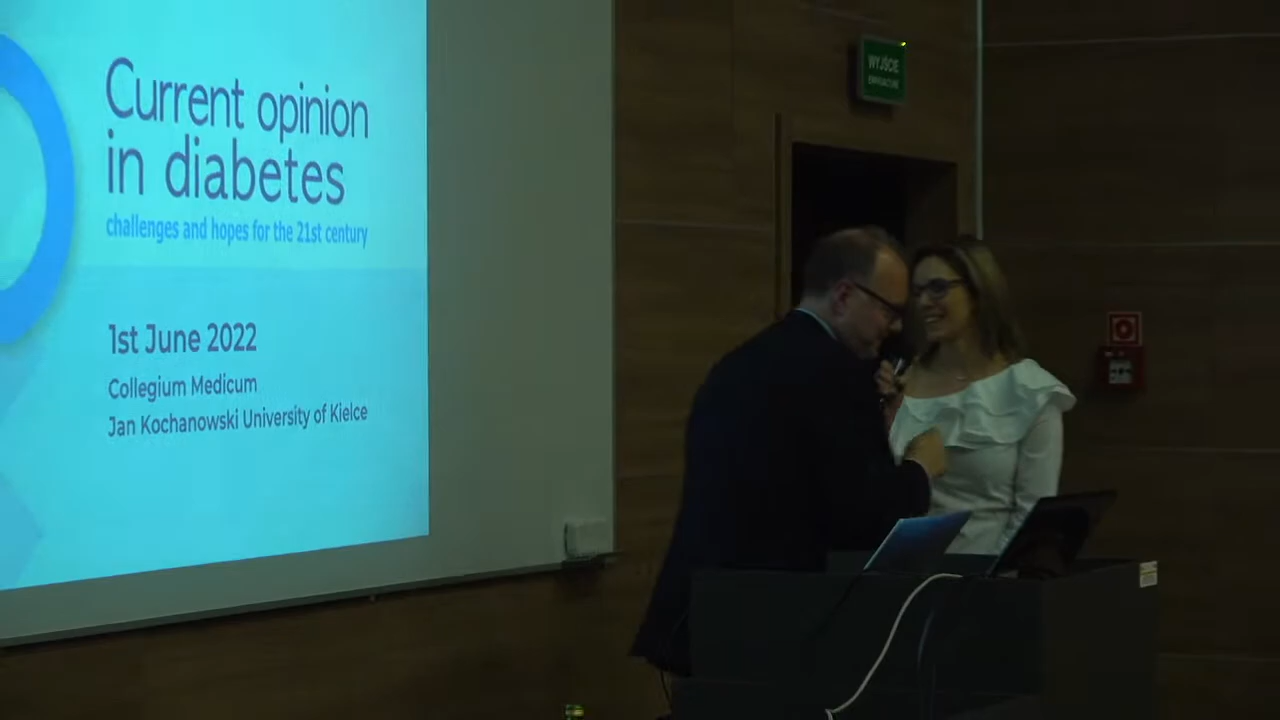 Current opinion
in diabetes
challenges and hopes for the 21st century
1st June 2022
Collegium Medicum
Jan Kochanowski University of Kielce
WYJŚCIE